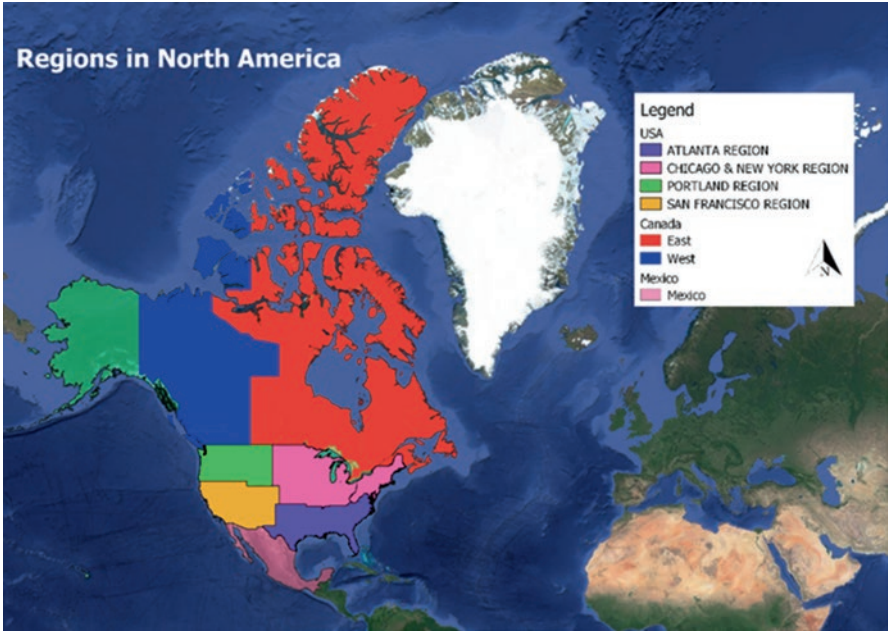 Regions in North America
Legend
USA
ATLANTA REGION
CHICAGO & NEW YORK REGION
PORTLAND REGION
SAN FRANCISCO REGION
Canada
East
West
Mexico
Mexico
N